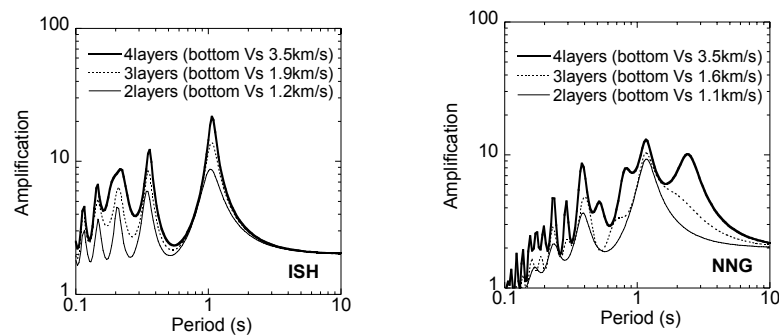 100
4layers (bottom Vs 3.5km/s)
3layers (bottom Vs 1.9km/s)
2layers (bottom Vs 1.2km/s)
Amplification
10
ISH
1
0.1
1
10
Period (s)
100
4layers (bottom Vs 3.5km/s)
3layers (bottom Vs 1.6km/s)
2layers (bottom Vs 1.1km/s)
Amplification
10
NNG
1
0.1
1
10
Period (s)